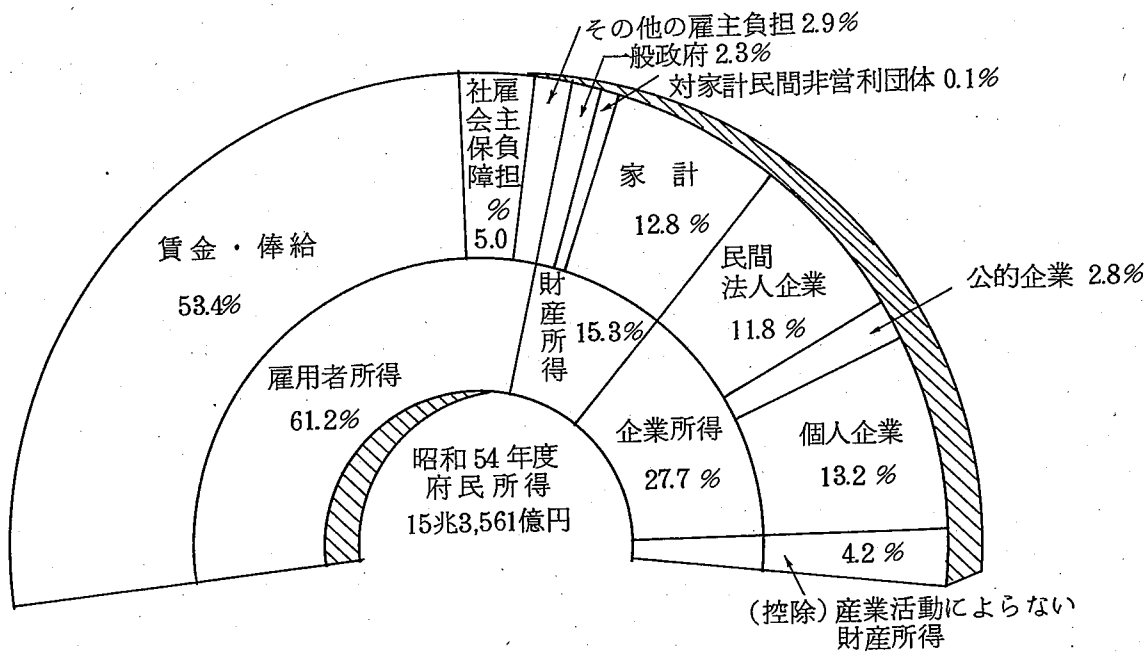 その他の雇主負担 2.9%
一般政府 2.3%
対家計民間非営利団体 0.1%
社会保障
雇主負担
%
5.0
家計
12.8 %
賃金・俸給
53.4%
民間
法人企業
11.8 %
公的企業 2.8%
財産所得
15.3%
雇用者所得
61.2%
企業所得
27.7 %
個人企業
13.2 %
昭和 54 年度
府民所得
15兆3,561億円
4.2 %
(控除) 産業活動によらない
財産所得